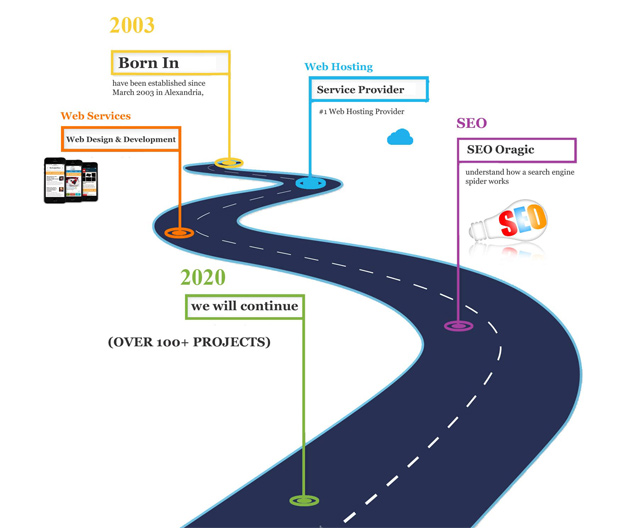 2003
Born In
have been established since
March 2003 in Alexandria,
Web Hosting
Service Provider
#1 Web Hosting Provider
Web Services
Web Design & Development
SEO
SEO Oragic
understand how a search engine
spider works
SEO
2020
we will continue
(OVER 100+ PROJECTS)